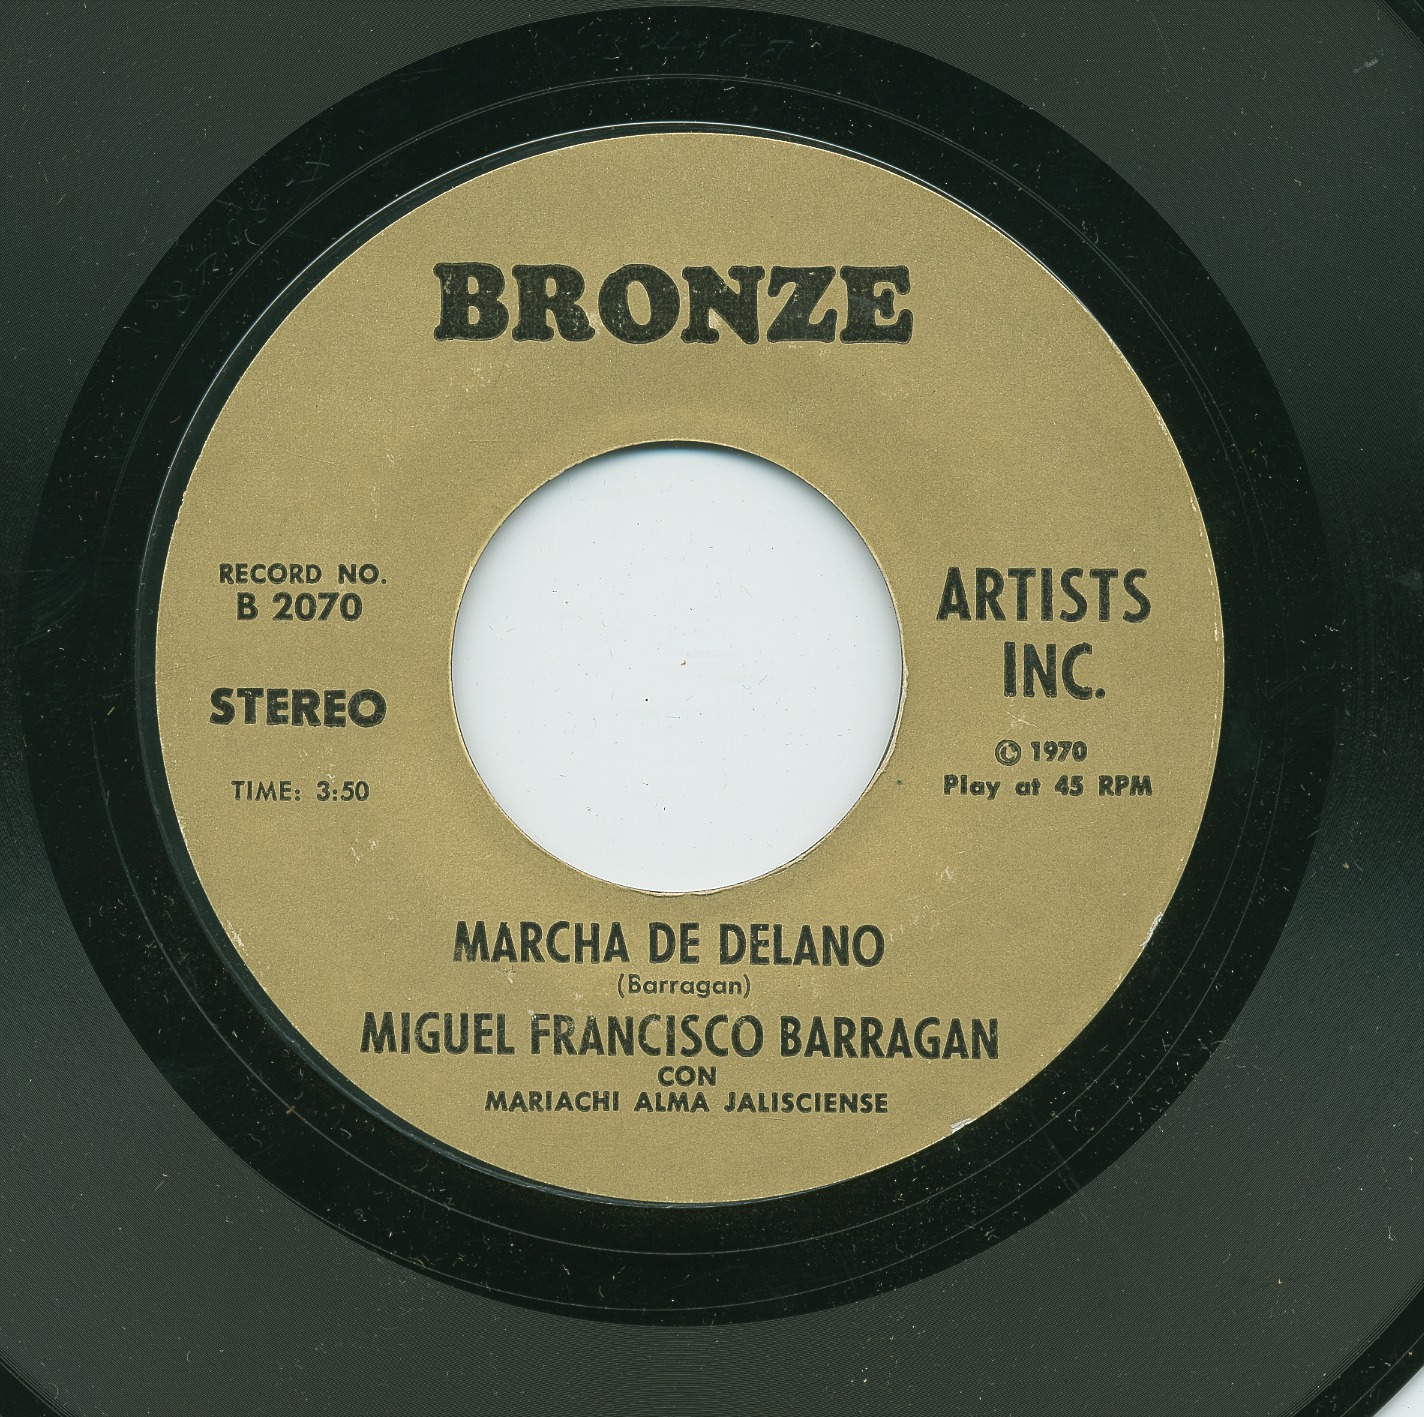 BRONZE
RECORD NO.
B 2070
STEREO
TIME: 3:50
ARTISTS
INC.
© 1970
Play at 45 RPM
MARCHA DE DELANO
(Barragan)
MIGUEL FRANCISCO BARRAGAN
CON
MARIACHI ALMA JALISCIENSE